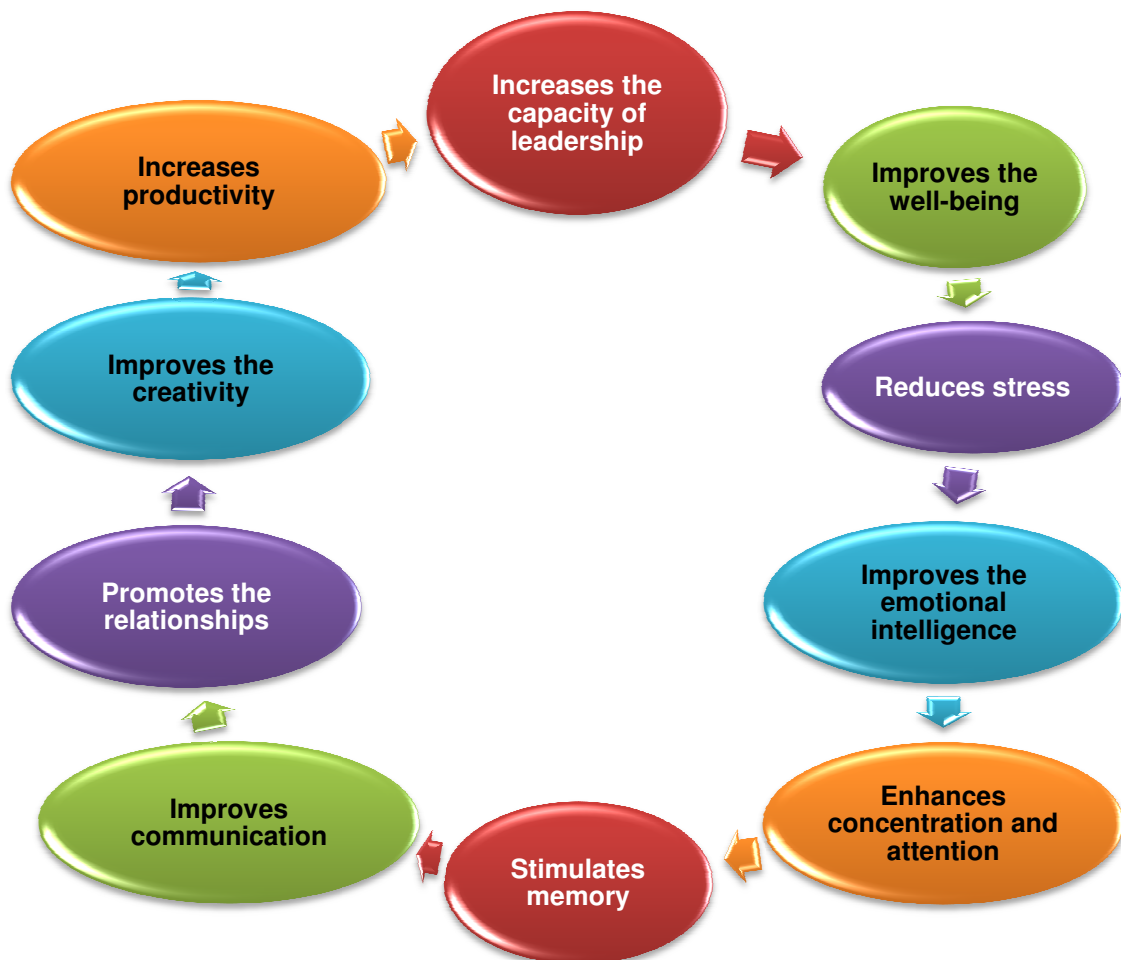 Increases the
capacity of
leadership
Improves the
well-being
Reduces stress
Improves the
emotional
intelligence
Enhances
concentration and
attention
Stimulates
memory
Improves
communication
Promotes the
relationships
Improves the
creativity
Increases
productivity